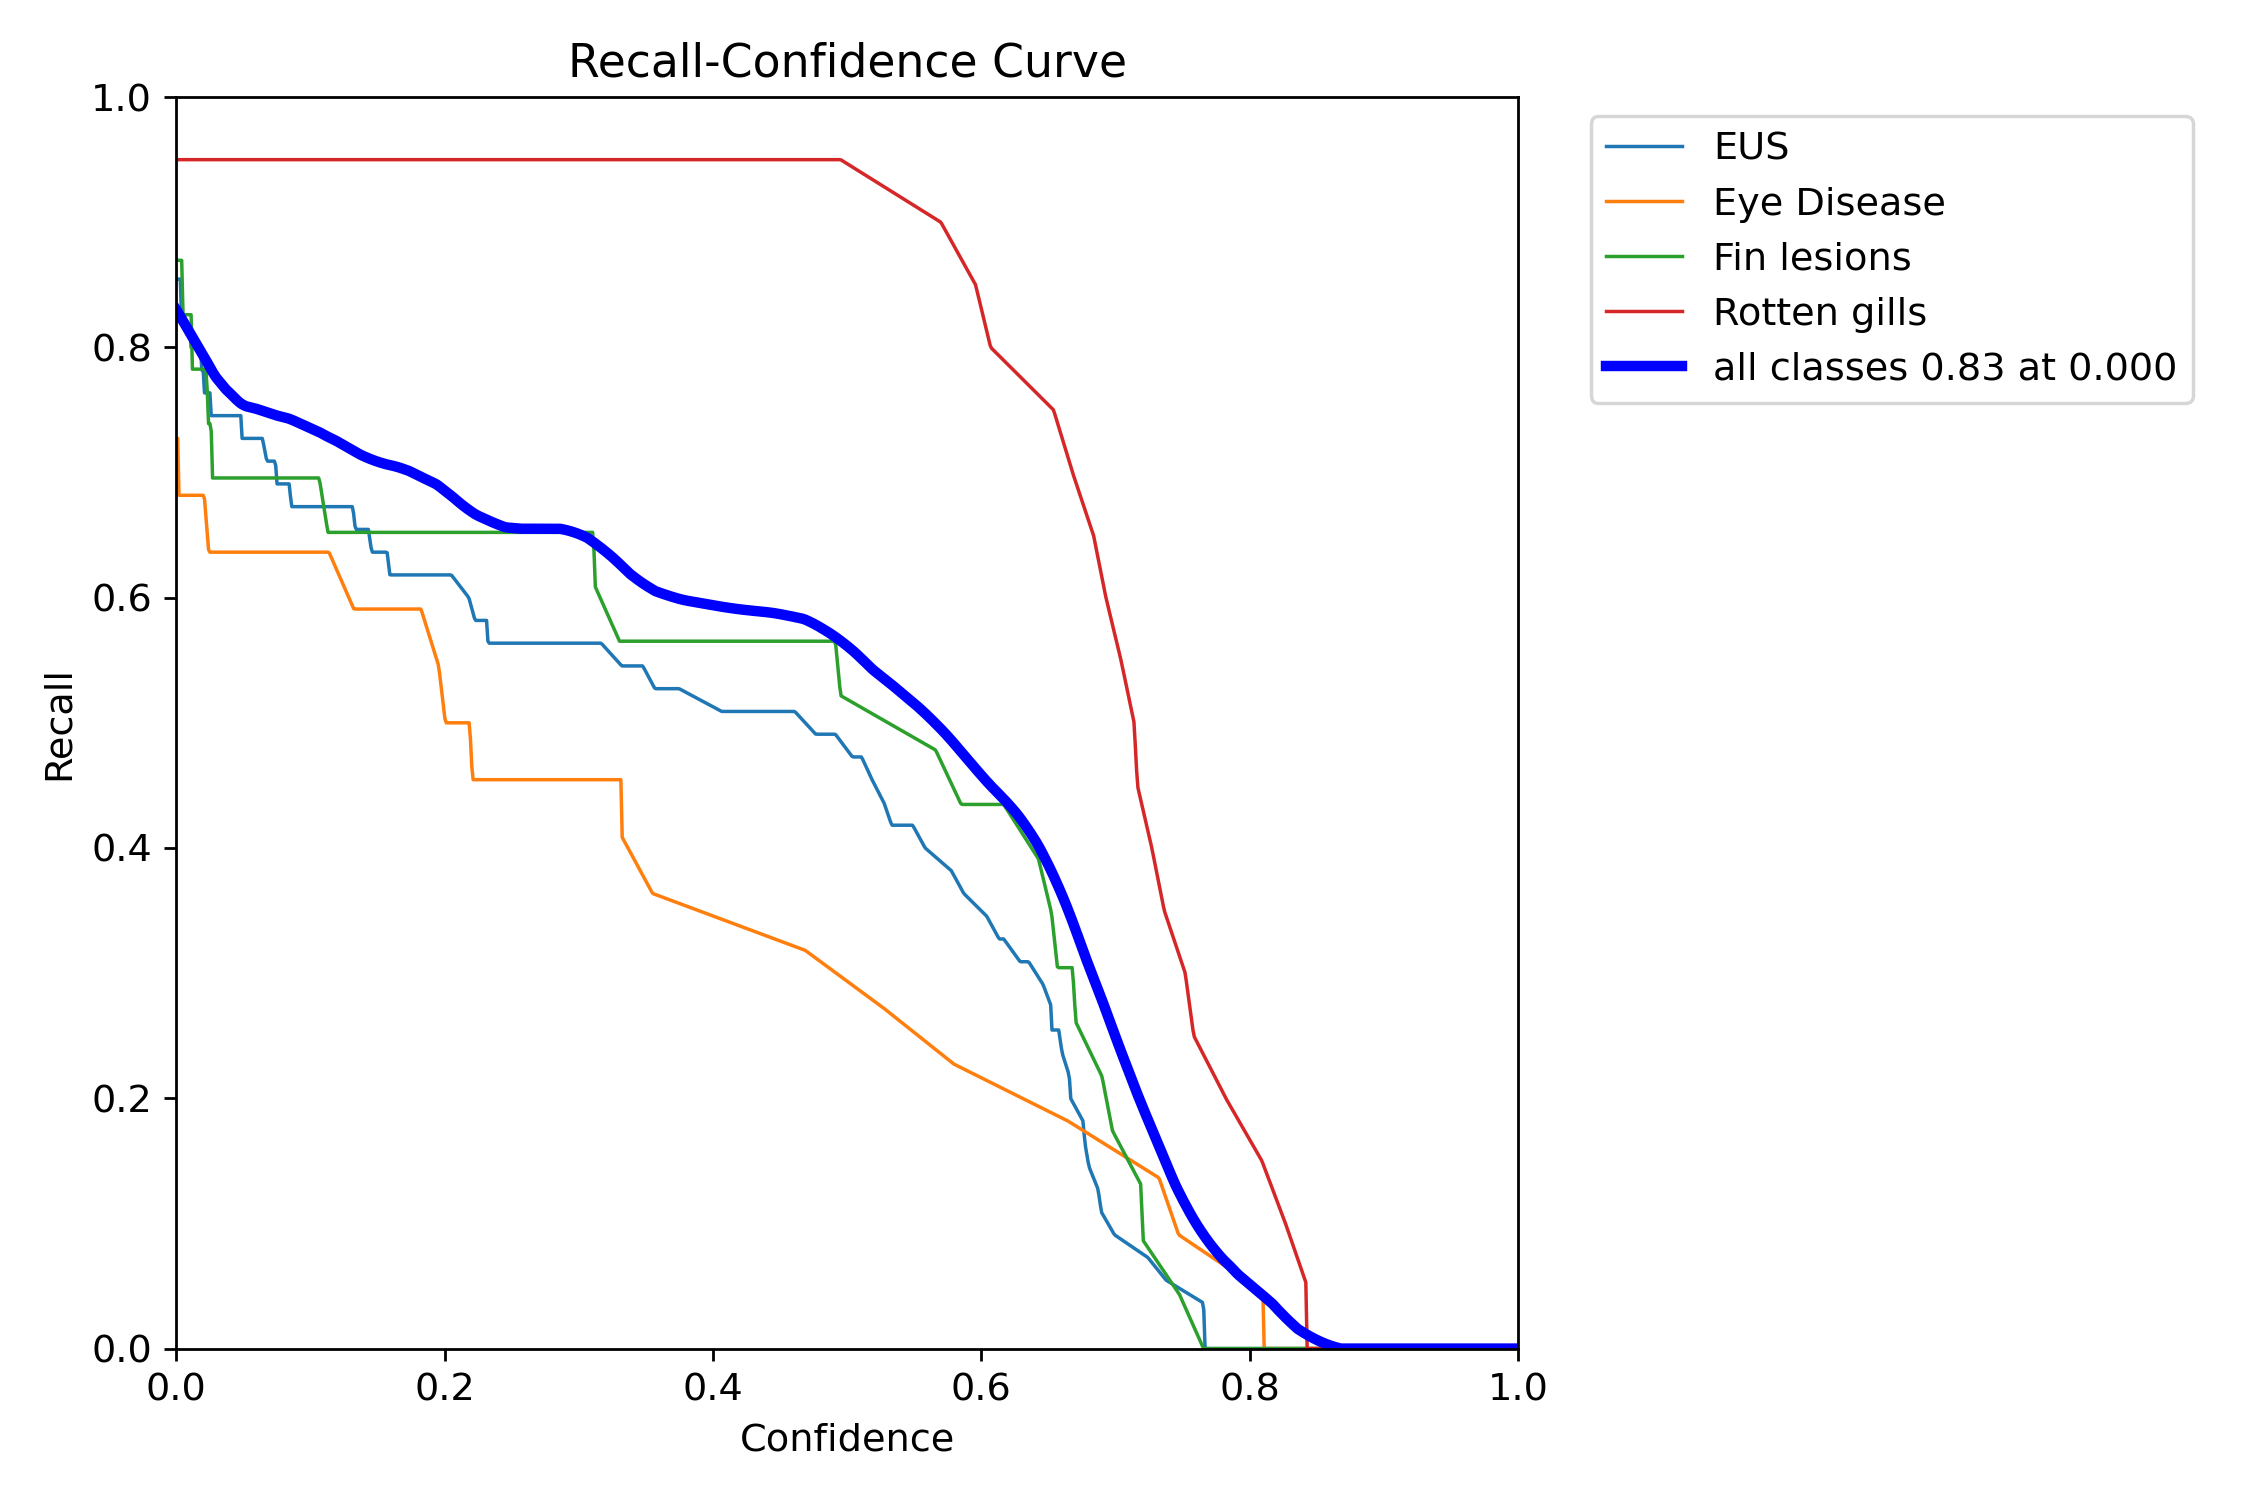 Recall-Confidence Curve
1.0
0.8
0.6
0.4
0.2
0.0
Recall
0.0 0.2 0.4 0.6 0.8 1.0
Confidence
EUS
Eye Disease
Fin lesions
Rotten gills
all classes 0.83 at 0.000